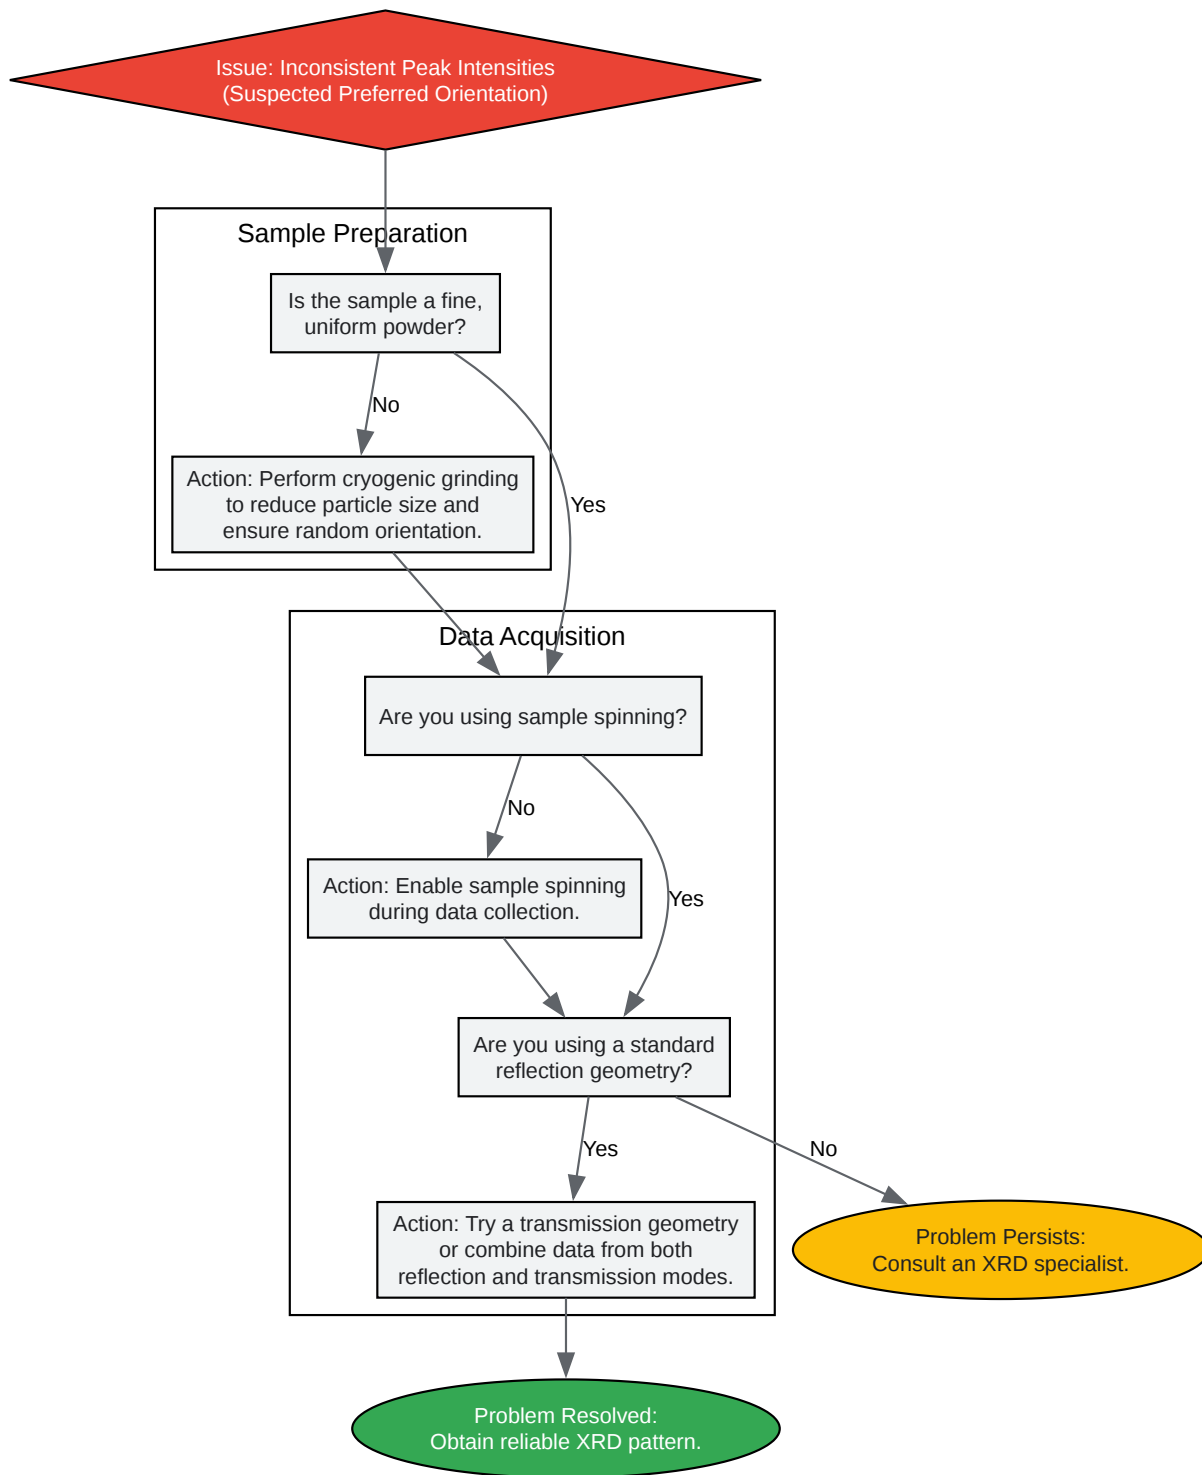 Issue: Inconsistent Peak Intensities
(Suspected Preferred Orientation)
Sample Preparation
Is the sample a fine,
uniform powder?
No
Action: Perform cryogenic grinding
to reduce particle size and
ensure random orientation.
Yes
Data Acquisition
Are you using sample spinning?
No
Action: Enable sample spinning
during data collection.
Yes
Are you using a standard
reflection geometry?
Yes
No
Action: Try a transmission geometry
or combine data from both
reflection and transmission modes.
Problem Persists:
Consult an XRD specialist.
Problem Resolved:
Obtain reliable XRD pattern.